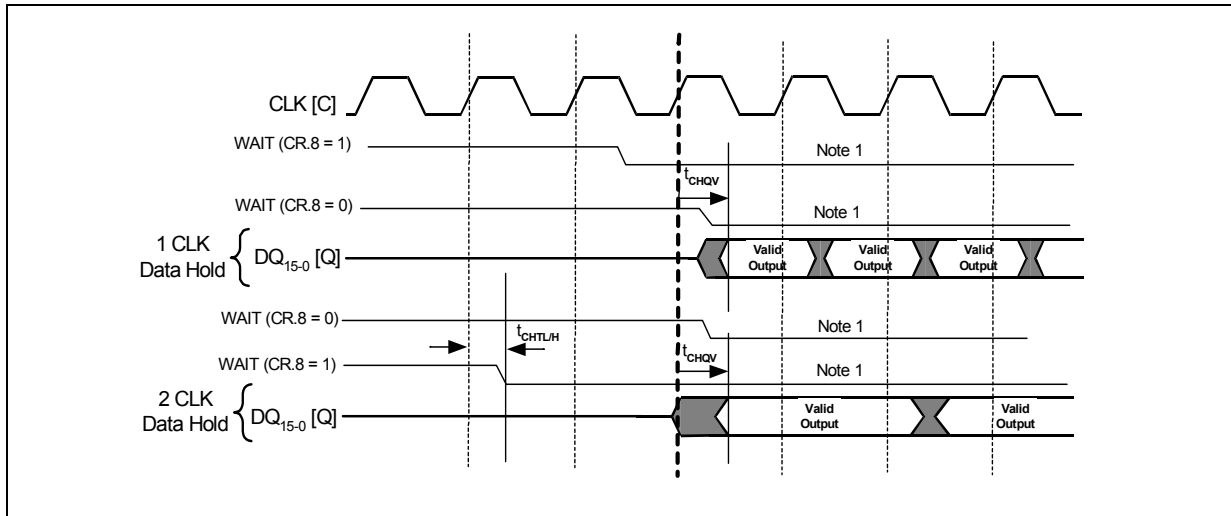 CLK [C]
WAIT (CR.8 = 1)
Note 1
tCHQV
WAIT (CR.8 = 0)
Note 1
1 CLK
Data Hold
DQ15-0 [Q]
Valid
Output
Valid
Output
Valid
Output
WAIT (CR.8 = 0)
Note 1
tCHTL/H
tCHQV
WAIT (CR.8 = 1)
Note 1
2 CLK
Data Hold
DQ15-0 [Q]
Valid
Output
Valid
Output